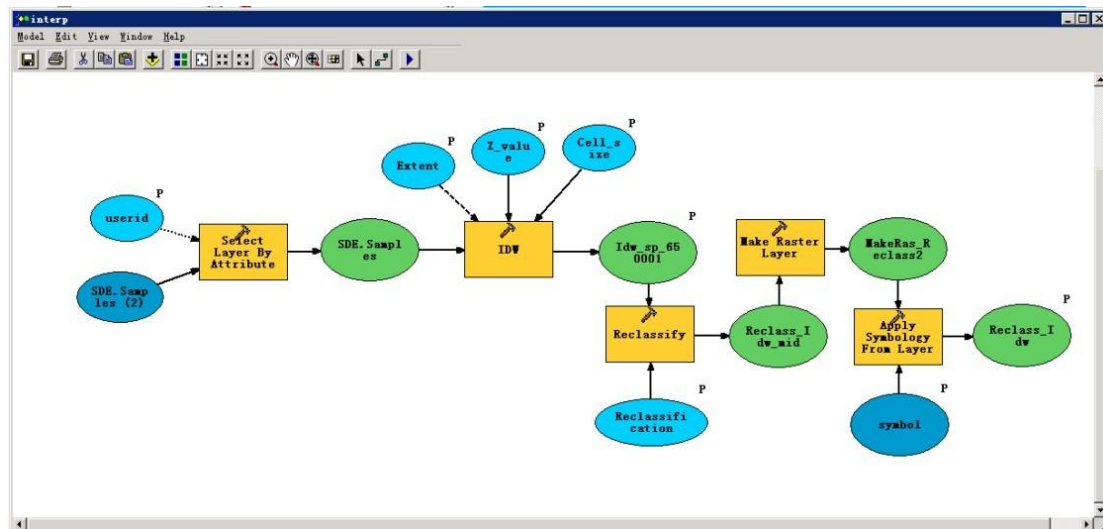 interp
Model Edit View Window Help
P
userid
SDE.Samp
les (2)
Select
Layer By
Attribute
SDE.Sampl
es
P
Extent
P
Z_valu
e
P
Cell_s
ize
IDW
P
Idw_sp_65
0001
Reclassify
P
Reclassifi
cation
Reclass_I
dw_mid
Make Raster
Layer
MakeRas_R
eclass2
Apply
Symbology
From Layer
P
symbol
P
Reclass_I
dw